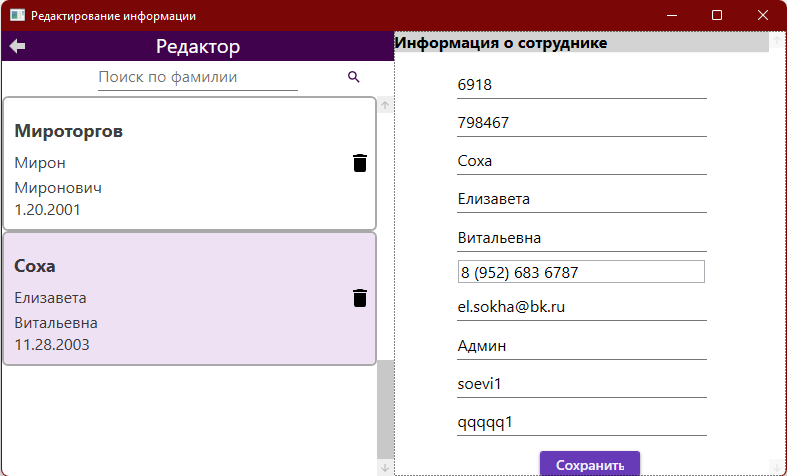 Редактирование информации
Редактор
Поиск по фамилии
Мироторгов
Мирон
Миронович
1.20.2001
Соха
Елизавета
Витальевна
11.28.2003
Информация о сотруднике
6918
798467
Соха
Елизавета
Витальевна
8 (952) 683 6787
el.sokha@bk.ru
Админ
soevi1
qqqqq1
Сохранить